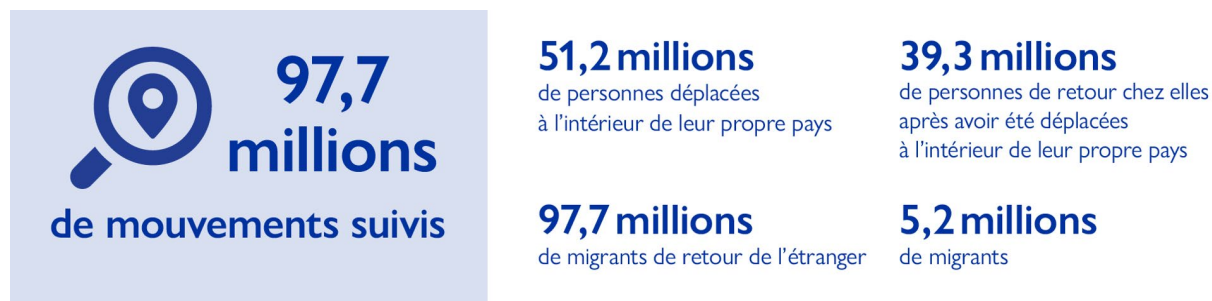 97,7
millions
de mouvements suivis
51,2 millions
de personnes déplacées
à l’intérieur de leur propre pays
39,3 millions
de personnes de retour chez elles
après avoir été déplacées
à l’intérieur de leur propre pays
97,7 millions
de migrants de retour de l’étranger
5,2 millions
de migrants